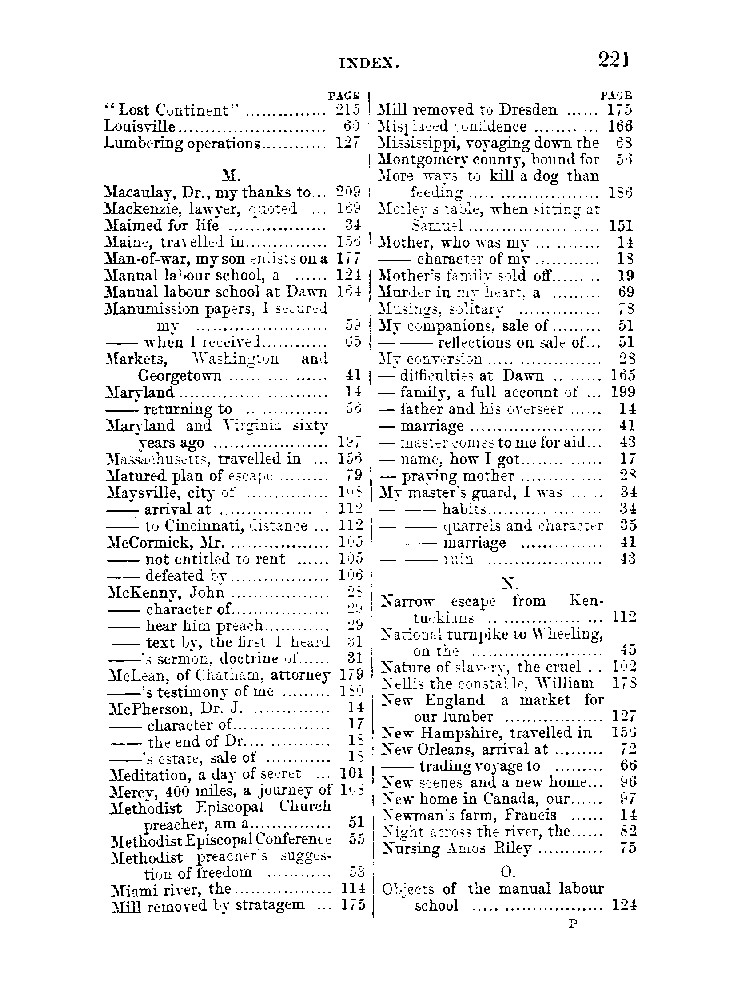 INDEX. 221
PAGE
"Lost Continent" ............... 215
Louisville........................... 60
Lumbering operations............ 127
M.
Macaulay, Dr., my thanks to... 209
Mackenzie, lawyer, quoted ... 169
Maimed for life .................. 34
Maine, travelled in............... 156
Man-of-war, my son enlists on a 177
Manual labour school, a ...... 124
Manual labour school at Dawn 164
Manumission papers, I secured
my ........................ 59
—— when I received............ 65
Markets, Washington and
Georgetown .................. 41
Maryland........................... 14
—— returning to ............... 56
Maryland and Virginia sixty
years ago ..................... 197
Massachusetts, travelled in ... 156
Matured plan of escape ......... 79
Maysville, city of ............... 108
—— arrival at .................. 112
—— to Cincinnati, distance ... 112
McCormick, Mr. .................. 105
—— not entitled to rent ...... 105
—— defeated by.................. 106
McKenny, John .................. 28
—— character of.................. 29
—— hear him preach............ 29
—— text by, the first I heard 31
——'s sermon, doctrine of...... 31
McLean, of Chatham, attorney 179
——'s testimony of me ......... 180
McPherson, Dr. J. ............... 14
—— character of.................. 17
—— the end of Dr................ 18
——'s estate, sale of ............ 18
Meditation, a day of secret ... 101
Mercy, 400 miles, a journey of 108
Methodist Episcopal Church
preacher, am a............... 51
Methodist Episcopal Conference 55
Methodist preacher's sugges-
tion of freedom ............ 53
Miami river, the.................. 114
Mill removed by stratagem ... 175
PAGE
Mill removed to Dresden ...... 175
Misplaced confidence ............ 166
Mississippi, voyaging down the 68
Montgomery county, bound for 56
More ways to kill a dog than
feeding ........................ 186
Motley's table, when sitting at
Samuel ........................ 151
Mother, who was my ............ 14
—— character of my ............ 18
Mother's family sold off......... 19
Murder in my heart, a ......... 69
Musings, solitary ............... 78
My companions, sale of......... 51
— —— reflections on sale of... 51
My conversion ..................... 28
— difficulties at Dawn ......... 165
— family, a full account of ... 199
— father and his overseer ...... 14
— marriage ........................ 41
— master comes to me for aid... 43
— name, how I got............... 17
— praying mother ............... 28
My master's guard, I was ...... 34
— —— habits..................... 34
— —— quarrels and character 35
— —— marriage ............... 41
— —— ruin ..................... 43
N.
Narrow escape from Ken-
tuckians ..................... 112
National turnpike to Wheeling,
on the ........................ 45
Nature of slavery, the cruel . . 102
Nellis the constable, William 178
New England a market for
our lumber .................. 127
New Hampshire, travelled in 156
New Orleans, arrival at ......... 72
—— trading voyage to ......... 66
New scenes and a new home... 96
New home in Canada, our...... 97
Newman's farm, Francis ...... 14
Night across the river, the...... 82
Nursing Amos Riley ............ 75
O.
Objects of the manual labour
school ........................ 124
P